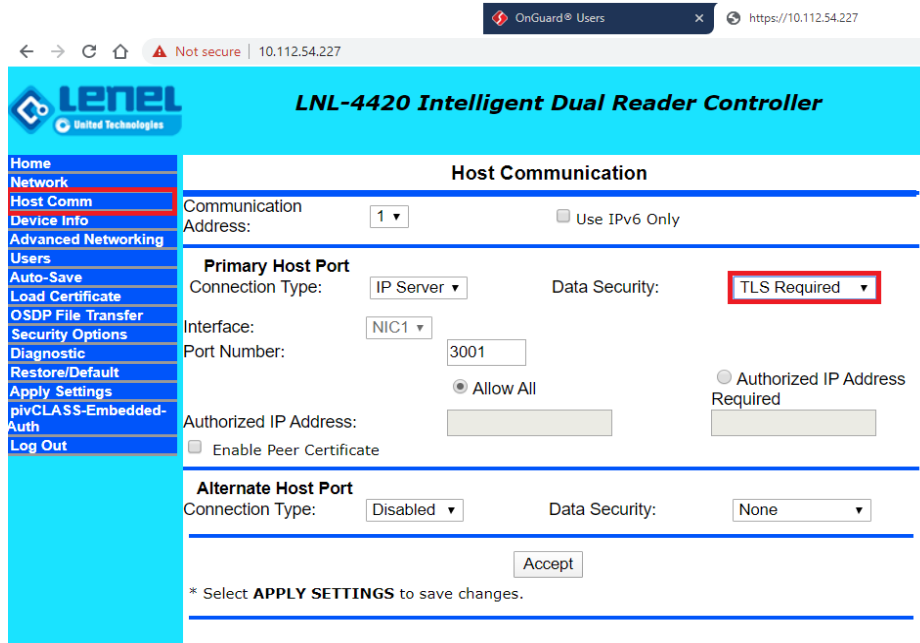 OnGuard® Users
https://10.112.54.227
Not secure | 10.112.54.227
LENEL
United Technologies
LNL-4420 Intelligent Dual Reader Controller
Home
Network
Host Comm
Device Info
Advanced Networking
Users
Auto-Save
Load Certificate
OSDP File Transfer
Security Options
Diagnostic
Restore/Default
Apply Settings
pivCLASS-Embedded-
Auth
Log Out
Host Communication
Communication
Address:
1
Use IPv6 Only
Primary Host Port
Connection Type: IP Server Data Security: TLS Required
Interface: NIC1
Port Number: 3001
Allow All
Authorized IP Address
Required
Authorized IP Address:
Enable Peer Certificate
Alternate Host Port
Connection Type: Disabled Data Security: None
Accept
* Select APPLY SETTINGS to save changes.